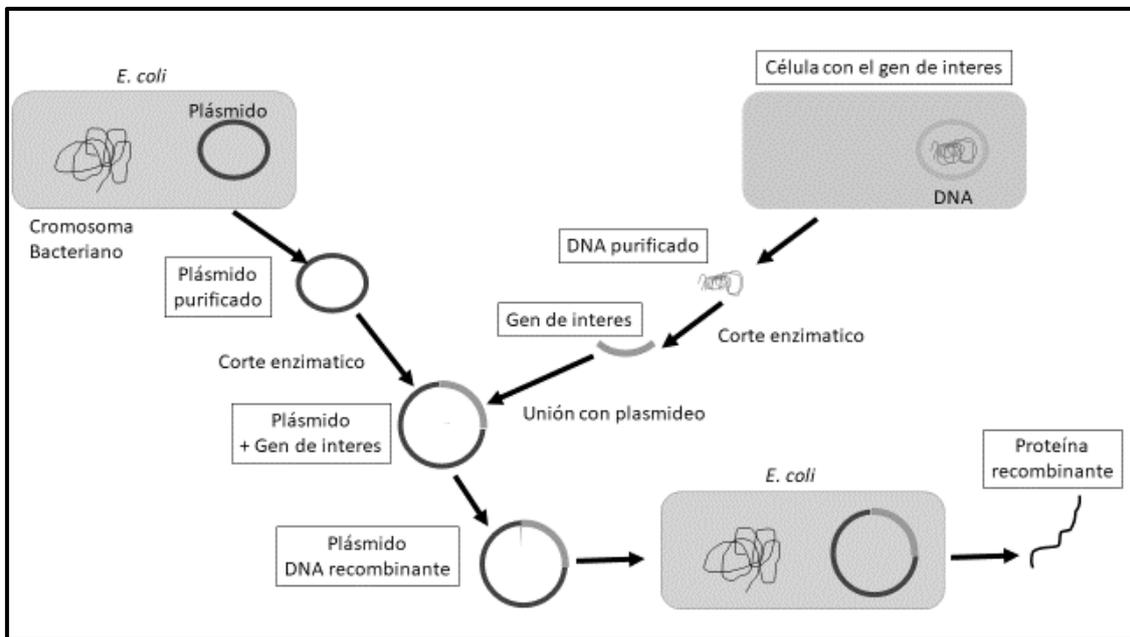 E. coli
Plásmido
Cromosoma
Bacteriano
Célula con el gen de interes
DNA
DNA purificado
Plásmido
purificado
Gen de interes
Corte enzimatico
Corte enzimatico
Unión con plasmideo
Plásmido
+ Gen de interes
Plásmido
DNA recombinante
E. coli
Proteína
recombinante